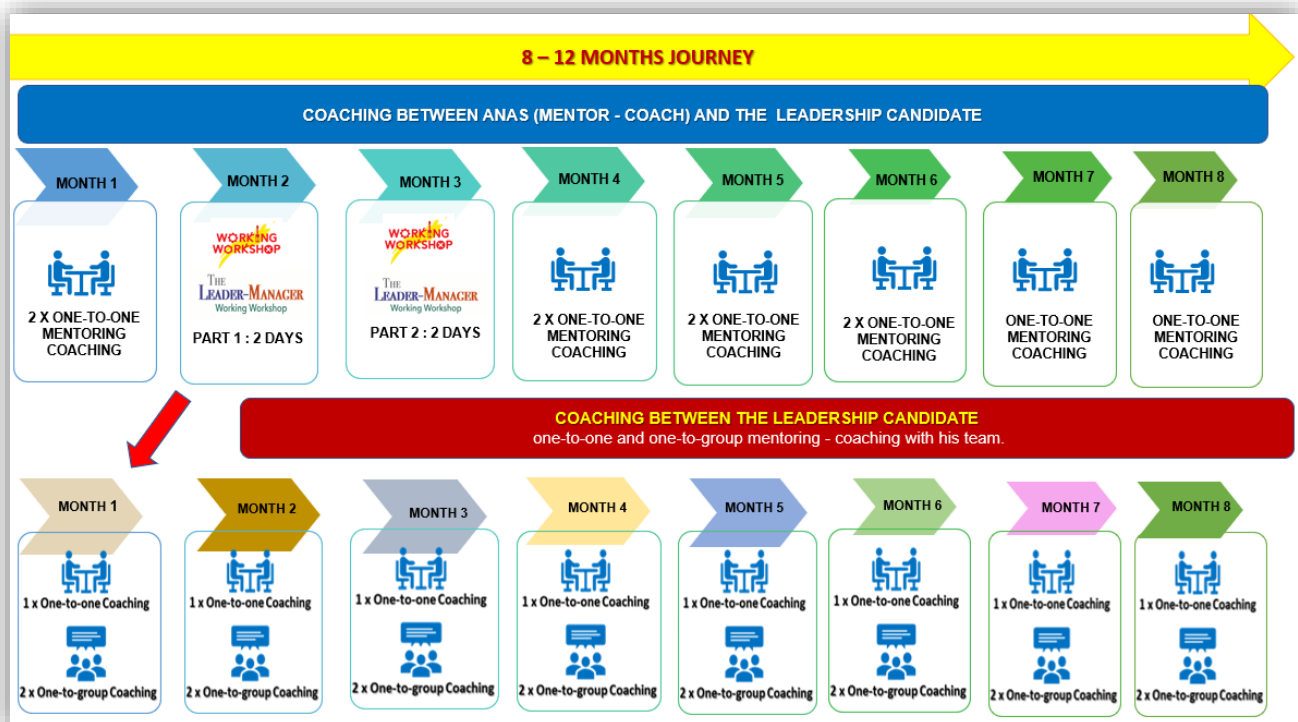 8 – 12 MONTHS JOURNEY
COACHING BETWEEN ANAS (MENTOR - COACH) AND THE LEADERSHIP CANDIDATE
MONTH 1
2 X ONE-TO-ONE
MENTORING
COACHING
MONTH 2
WORKING
WORKSHOP
THE
LEADER-MANAGER
Working Workshop
PART 1 : 2 DAYS
MONTH 3
WORKING
WORKSHOP
THE
LEADER-MANAGER
Working Workshop
PART 2 : 2 DAYS
MONTH 4
2 X ONE-TO-ONE
MENTORING
COACHING
MONTH 5
2 X ONE-TO-ONE
MENTORING
COACHING
MONTH 6
2 X ONE-TO-ONE
MENTORING
COACHING
MONTH 7
ONE-TO-ONE
MENTORING
COACHING
MONTH 8
ONE-TO-ONE
MENTORING
COACHING
COACHING BETWEEN THE LEADERSHIP CANDIDATE
one-to-one and one-to-group mentoring - coaching with his team.
MONTH 1
1 x One-to-one Coaching
2 x One-to-group Coaching
MONTH 2
1 x One-to-one Coaching
2 x One-to-group Coaching
MONTH 3
1 x One-to-one Coaching
2 x One-to-group Coaching
MONTH 4
1 x One-to-one Coaching
2 x One-to-group Coaching
MONTH 5
1 x One-to-one Coaching
2 x One-to-group Coaching
MONTH 6
1 x One-to-one Coaching
2 x One-to-group Coaching
MONTH 7
1 x One-to-one Coaching
2 x One-to-group Coaching
MONTH 8
1 x One-to-one Coaching
2 x One-to-group Coaching